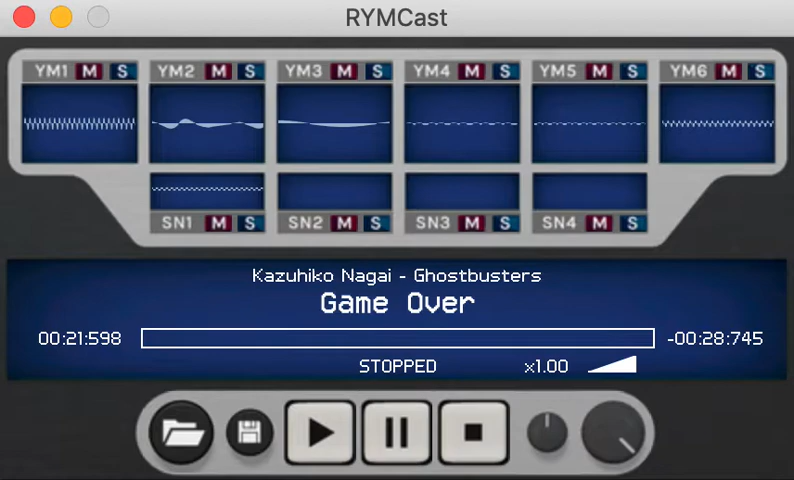 RYMCast
YM1 M S YM2 M S YM3 M S YM4 M S YM5 M S YM6 M S
SN1 M S SN2 M S SN3 M S SN4 M S
Kazuhiko Nagai - Ghostbusters
Game Over
00:21:598 -00:28:745
STOPPED x1.00